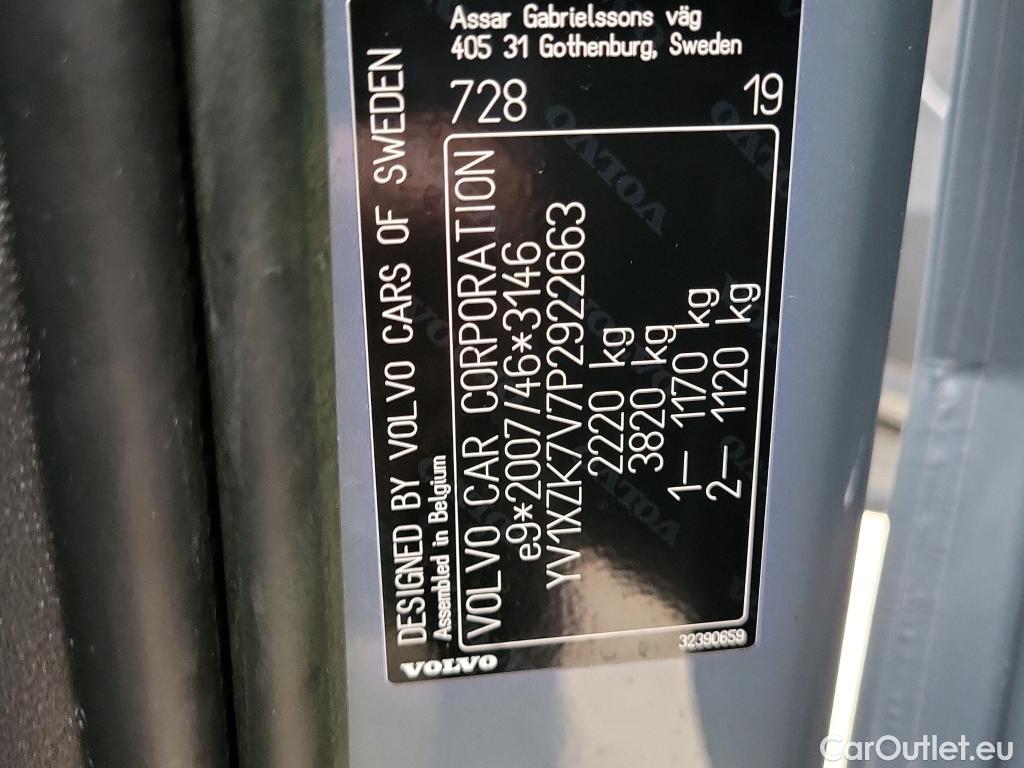 VOLVO
DESIGNED BY VOLVO CARS OF SWEDEN
Assembled in Belgium
Assar Gabrielssons väg
405 31 Gothenburg, Sweden
728 19
VOLVO CAR CORPORATION
e9*2007/46*3146
YV1XZK7V7P2922663
2220 kg
3820 kg
1– 1170 kg
2– 1120 kg
32390659
CarOutlet.eu